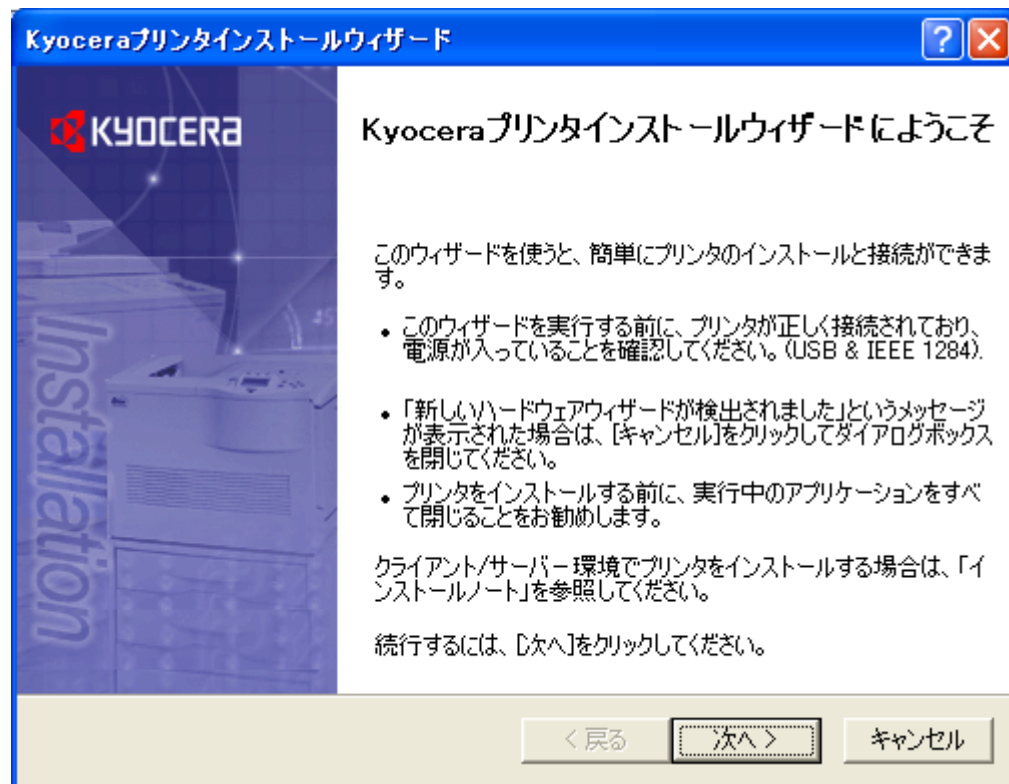 Kyoceraプリンタインストールウィザード
KYOCERA
Kyoceraプリンタインストールウィザードにようこそ
このウィザードを使うと、簡単にプリンタのインストールと接続ができま
す。
• このウィザードを実行する前に、プリンタが正しく接続されており、
電源が入っていることを確認してください。(USB & IEEE 1284).
• 「新しいハードウェアウィザードが検出されました」というメッセージ
が表示された場合は、[キャンセル]をクリックしてダイアログボックス
を閉じてください。
• プリンタをインストールする前に、実行中のアプリケーションをすべ
て閉じることをお勧めします。
クライアント/サーバー環境でプリンタをインストールする場合は、「イ
ンストールノート」を参照してください。
続行するには、[次へ]をクリックしてください。
Installation
< 戻る
次へ >
キャンセル